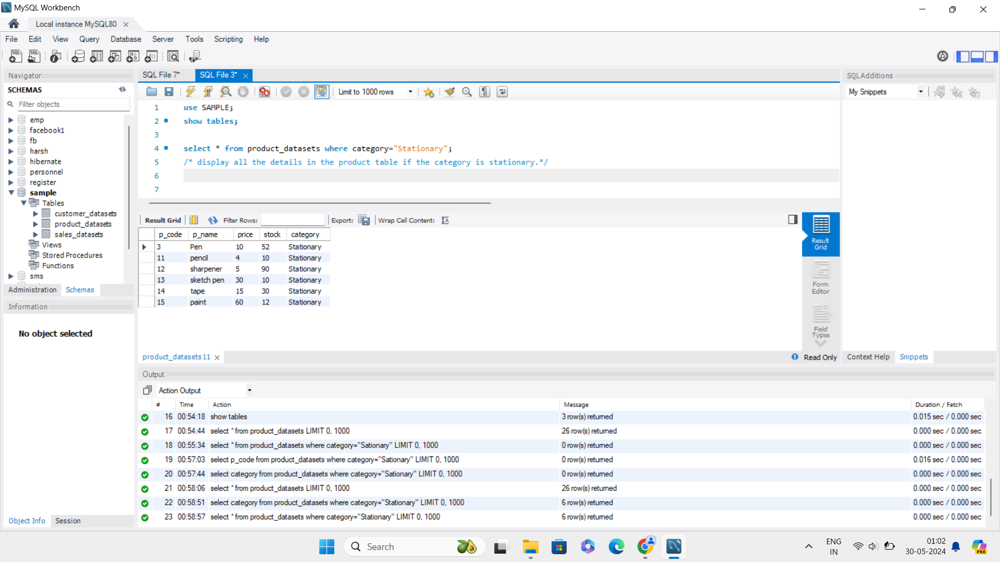 MySQL Workbench
Local instance MySQL80
File Edit View Query Database Server Tools Scripting Help
Navigator
SCHEMAS
Filter objects
emp
facebook1
fb
harsh
hibernate
personnel
register
sample
Tables
customer_datasets
product_datasets
sales_datasets
Views
Stored Procedures
Functions
sms
Administration Schemas
Information
No object selected
Object Info Session
SQL File 7* SQL File 3*
Limit to 1000 rows
1 use SAMPLE;
2 show tables;
3
4 select * from product_datasets where category="Stationary";
5 /* display all the details in the product table if the category is stationary.*/
6
7
Result Grid Filter Rows: Export: Wrap Cell Content:
p_code p_name price stock category
3 Pen 10 52 Stationary
11 pencil 4 10 Stationary
12 sharpener 5 90 Stationary
13 sketch pen 30 10 Stationary
14 tape 15 30 Stationary
15 paint 60 12 Stationary
Result
Grid
Form
Editor
Field
Types
product_datasets 11
Read Only
SQLAdditions
My Snippets
Context Help Snippets
Output
Action Output
# Time Action Message Duration / Fetch
16 00:54:18 show tables 3 row(s) returned 0.015 sec / 0.000 sec
17 00:54:44 select * from product_datasets LIMIT 0, 1000 26 row(s) returned 0.000 sec / 0.000 sec
18 00:55:34 select * from product_datasets where category="Sationary" LIMIT 0, 1000 0 row(s) returned 0.000 sec / 0.000 sec
19 00:57:03 select p_code from product_datasets where category="Sationary" LIMIT 0, 1000 0 row(s) returned 0.016 sec / 0.000 sec
20 00:57:44 select category from product_datasets where category="Sationary" LIMIT 0, 1000 0 row(s) returned 0.000 sec / 0.000 sec
21 00:58:06 select * from product_datasets LIMIT 0, 1000 26 row(s) returned 0.000 sec / 0.000 sec
22 00:58:51 select category from product_datasets where category="Stationary" LIMIT 0, 1000 6 row(s) returned 0.000 sec / 0.000 sec
23 00:58:57 select * from product_datasets where category="Stationary" LIMIT 0, 1000 6 row(s) returned 0.000 sec / 0.000 sec
Search
ENG
IN
01:02
30-05-2024
PRE